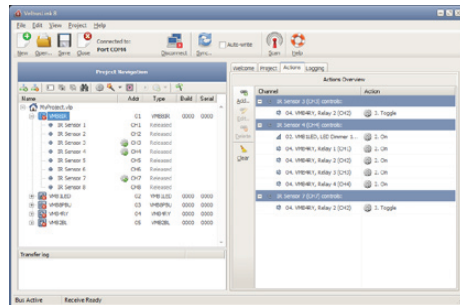 VelbusLink 8
File Edit View Project Help
New Open... Save Close
Connected to:
Port COM6
Disconnect Sync... Auto-write Scan Help
Project Navigation
Name Addr Type Build Serial
MyProject.vlp
VMB8IR 01 VMB8IR 0000 0000
IR Sensor 1 CH1 Released
IR Sensor 2 CH2 Released
IR Sensor 3 CH3 Released
IR Sensor 4 CH4 Released
IR Sensor 5 CH5 Released
IR Sensor 6 CH6 Released
IR Sensor 7 CH7 Released
IR Sensor 8 CH8 Released
VMB1LED 02 VMB1LED 0000 0000
VMB8PBU 03 VMB8PBU 0000 0000
VMB4RY 04 VMB4RY 0000 0000
VMB2BL 05 VMB2BL 0000 0000
Transfer log
Bus Active Receive Ready
Welcome Project Actions Logging
Actions Overview
Add...
Edit...
Delete
Clear
Channel Action
IR Sensor 3 (CH3) controls:
04. VMB4RY, Relay 2 (CH2) 3. Toggle
IR Sensor 4 (CH4) controls:
02. VMB1LED, LED Dimmer 1... 2. On
04. VMB4RY, Relay 1 (CH1) 2. On
04. VMB4RY, Relay 2 (CH2) 2. On
04. VMB4RY, Relay 3 (CH3) 2. On
04. VMB4RY, Relay 4 (CH4) 2. On
IR Sensor 7 (CH7) controls:
04. VMB4RY, Relay 3 (CH3) 3. Toggle